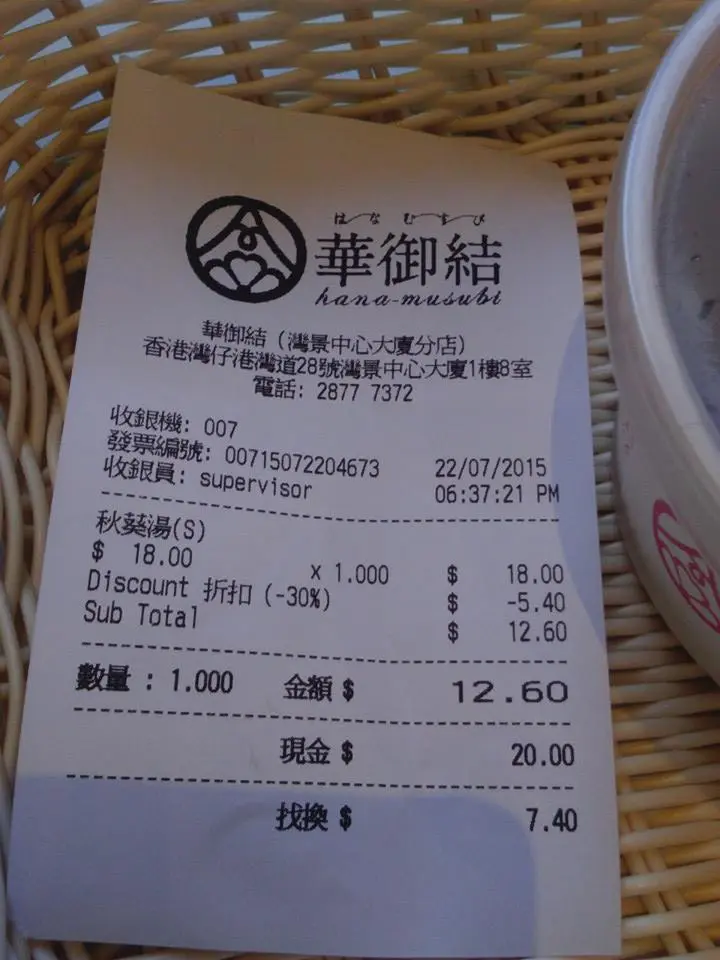 はなむすび
華御結
hana-musubi
華御結 (灣景中心大廈分店)
香港灣仔港灣道28號灣景中心大廈1樓8室
電話: 2877 7372
收銀機: 007
發票編號: 00715072204673 22/07/2015
收銀員: supervisor 06:37:21 PM
秋葵湯(S)
$ 18.00 x 1.000 $ 18.00
Discount 折扣 (-30%) $ -5.40
Sub Total $ 12.60
數量 : 1.000 金額 $ 12.60
現金 $ 20.00
找換 $ 7.40